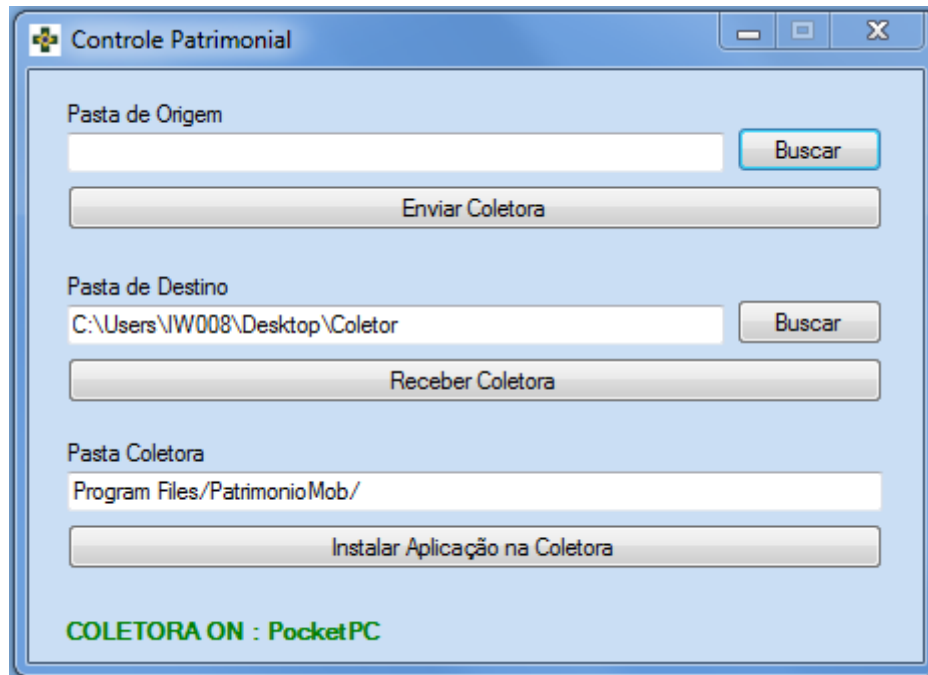 Controle Patrimonial
Pasta de Origem
Buscar
Enviar Coletora
Pasta de Destino
C:\Users\IW008\Desktop\Coletor
Buscar
Receber Coletora
Pasta Coletora
Program Files/PatrimonioMob/
Instalar Aplicação na Coletora
COLETORA ON : PocketPC